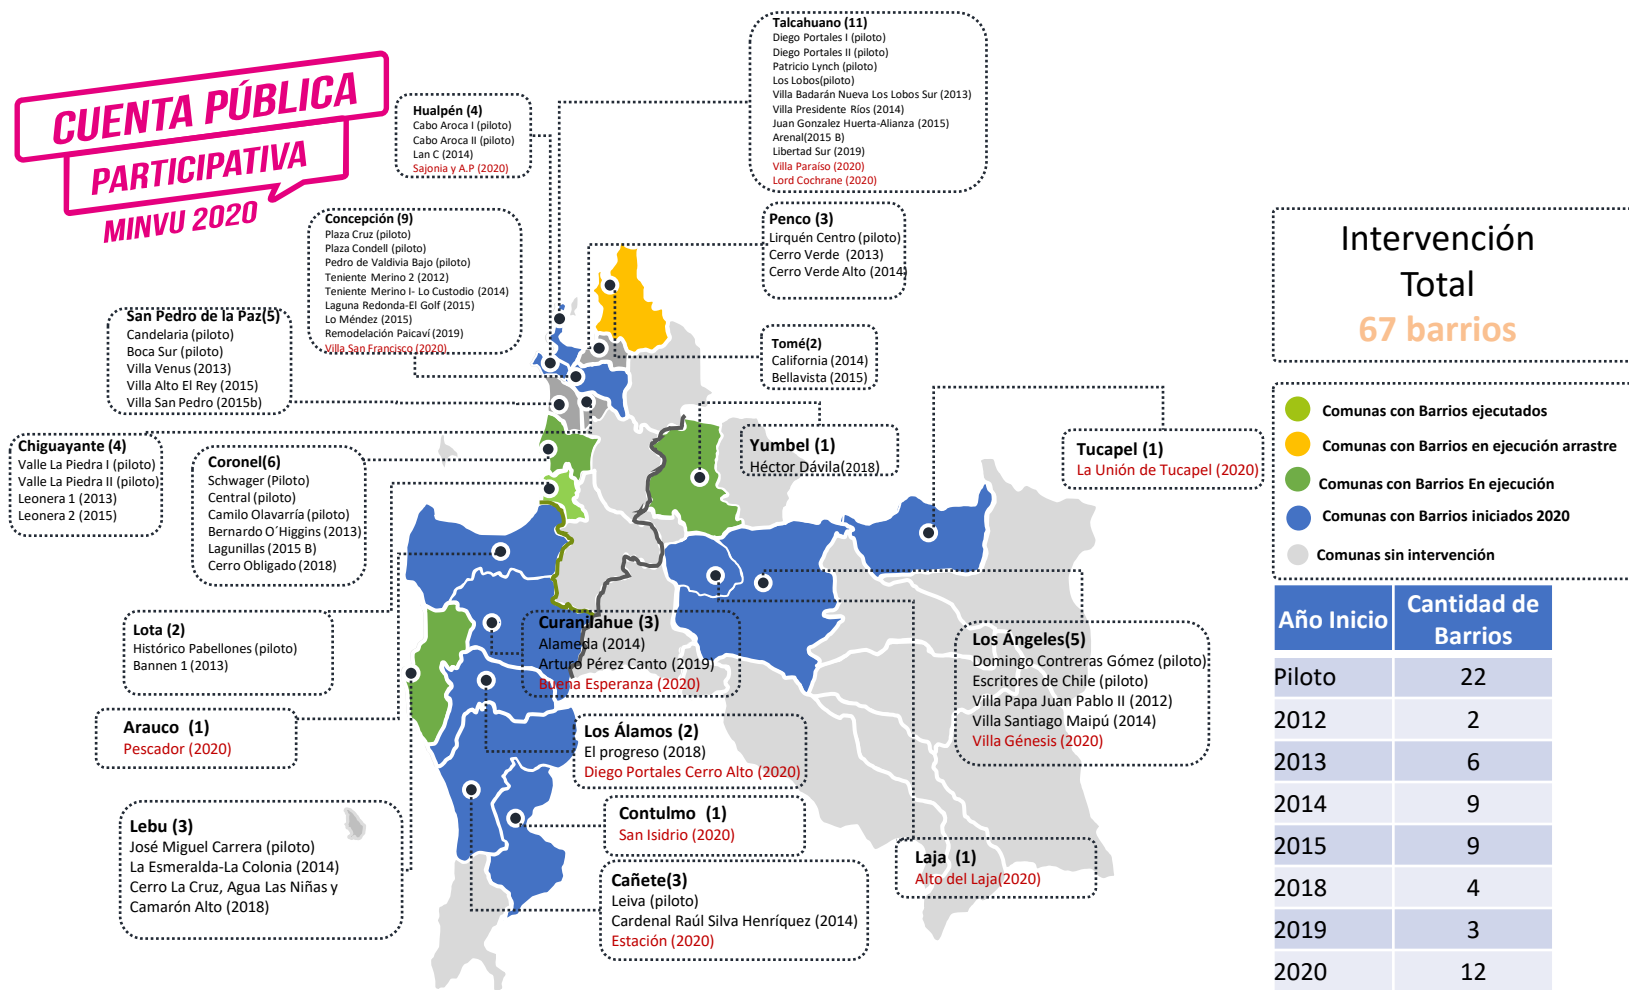 CUENTA PÚBLICA
PARTICIPATIVA
MINVU 2020
Talcahuano (11)
Diego Portales I (piloto)
Diego Portales II (piloto)
Patricio Lynch (piloto)
Los Lobos(piloto)
Villa Badarán Nueva Los Lobos Sur (2013)
Villa Presidente Ríos (2014)
Juan Gonzalez Huerta-Alianza (2015)
Arenal(2015 B)
Libertad Sur (2019)
Villa Paraíso (2020)
Lord Cochrane (2020)
Hualpén (4)
Cabo Aroca I (piloto)
Cabo Aroca II (piloto)
Lan C (2014)
Sajonia y A.P (2020)
Concepción (9)
Plaza Cruz (piloto)
Plaza Condell (piloto)
Pedro de Valdivia Bajo (piloto)
Teniente Merino 2 (2012)
Teniente Merino I- Lo Custodio (2014)
Laguna Redonda-El Golf (2015)
Lo Méndez (2015)
Remodelación Paicaví (2019)
Villa San Francisco (2020)
Penco (3)
Lirquén Centro (piloto)
Cerro Verde (2013)
Cerro Verde Alto (2014)
San Pedro de la Paz(5)
Candelaria (piloto)
Boca Sur (piloto)
Villa Venus (2013)
Villa Alto El Rey (2015)
Villa San Pedro (2015b)
Tomé(2)
California (2014)
Bellavista (2015)
Chiguayante (4)
Valle La Piedra I (piloto)
Valle La Piedra II (piloto)
Leonera 1 (2013)
Leonera 2 (2015)
Coronel(6)
Schwager (Piloto)
Central (piloto)
Camilo Olavarría (piloto)
Bernardo O´Higgins (2013)
Lagunillas (2015 B)
Cerro Obligado (2018)
Yumbel (1)
Héctor Dávila(2018)
Tucapel (1)
La Unión de Tucapel (2020)
Lota (2)
Histórico Pabellones (piloto)
Bannen 1 (2013)
Curanilahue (3)
Alameda (2014)
Arturo Pérez Canto (2019)
Buena Esperanza (2020)
Los Ángeles(5)
Domingo Contreras Gómez (piloto)
Escritores de Chile (piloto)
Villa Papa Juan Pablo II (2012)
Villa Santiago Maipú (2014)
Villa Génesis (2020)
Arauco (1)
Pescador (2020)
Los Álamos (2)
El progreso (2018)
Diego Portales Cerro Alto (2020)
Lebu (3)
José Miguel Carrera (piloto)
La Esmeralda-La Colonia (2014)
Cerro La Cruz, Agua Las Niñas y
Camarón Alto (2018)
Contulmo (1)
San Isidrio (2020)
Cañete(3)
Leiva (piloto)
Cardenal Raúl Silva Henríquez (2014)
Estación (2020)
Laja (1)
Alto del Laja(2020)
Intervención
Total
67 barrios
Comunas con Barrios ejecutados
Comunas con Barrios en ejecución arrastre
Comunas con Barrios En ejecución
Comunas con Barrios iniciados 2020
Comunas sin intervención
Año Inicio Cantidad de
Barrios
Piloto 22
2012 2
2013 6
2014 9
2015 9
2018 4
2019 3
2020 12